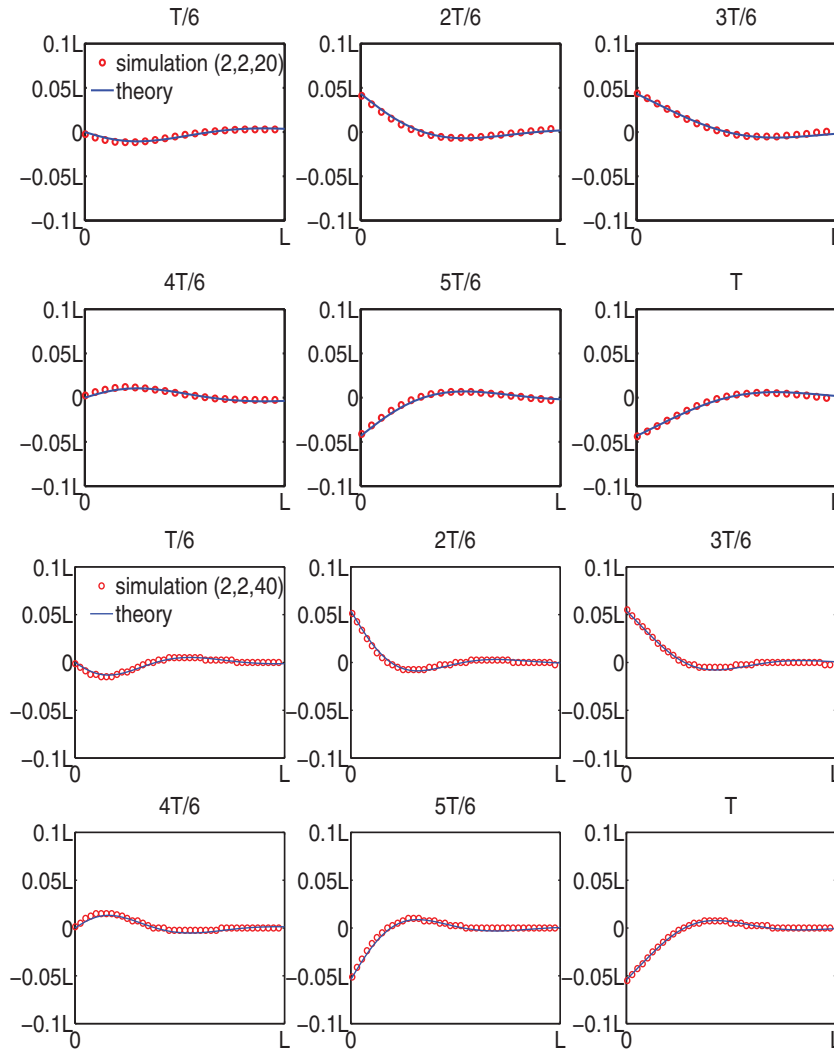 T/6 2T/6 3T/6
0.1L 0.1L 0.1L
simulation (2,2,20)
0.05L 0.05L 0.05L
theory
0 0 0
−0.05L −0.05L −0.05L
−0.1L −0.1L −0.1L
0 L 0 L 0 L
4T/6 5T/6 T
0.1L 0.1L 0.1L
0.05L 0.05L 0.05L
0 0 0
−0.05L −0.05L −0.05L
−0.1L −0.1L −0.1L
0 L 0 L 0 L
T/6 2T/6 3T/6
0.1L 0.1L 0.1L
simulation (2,2,40)
0.05L 0.05L 0.05L
theory
0 0 0
−0.05L −0.05L −0.05L
−0.1L −0.1L −0.1L
0 L 0 L 0 L
4T/6 5T/6 T
0.1L 0.1L 0.1L
0.05L 0.05L 0.05L
0 0 0
−0.05L −0.05L −0.05L
−0.1L −0.1L −0.1L
0 L 0 L 0 L